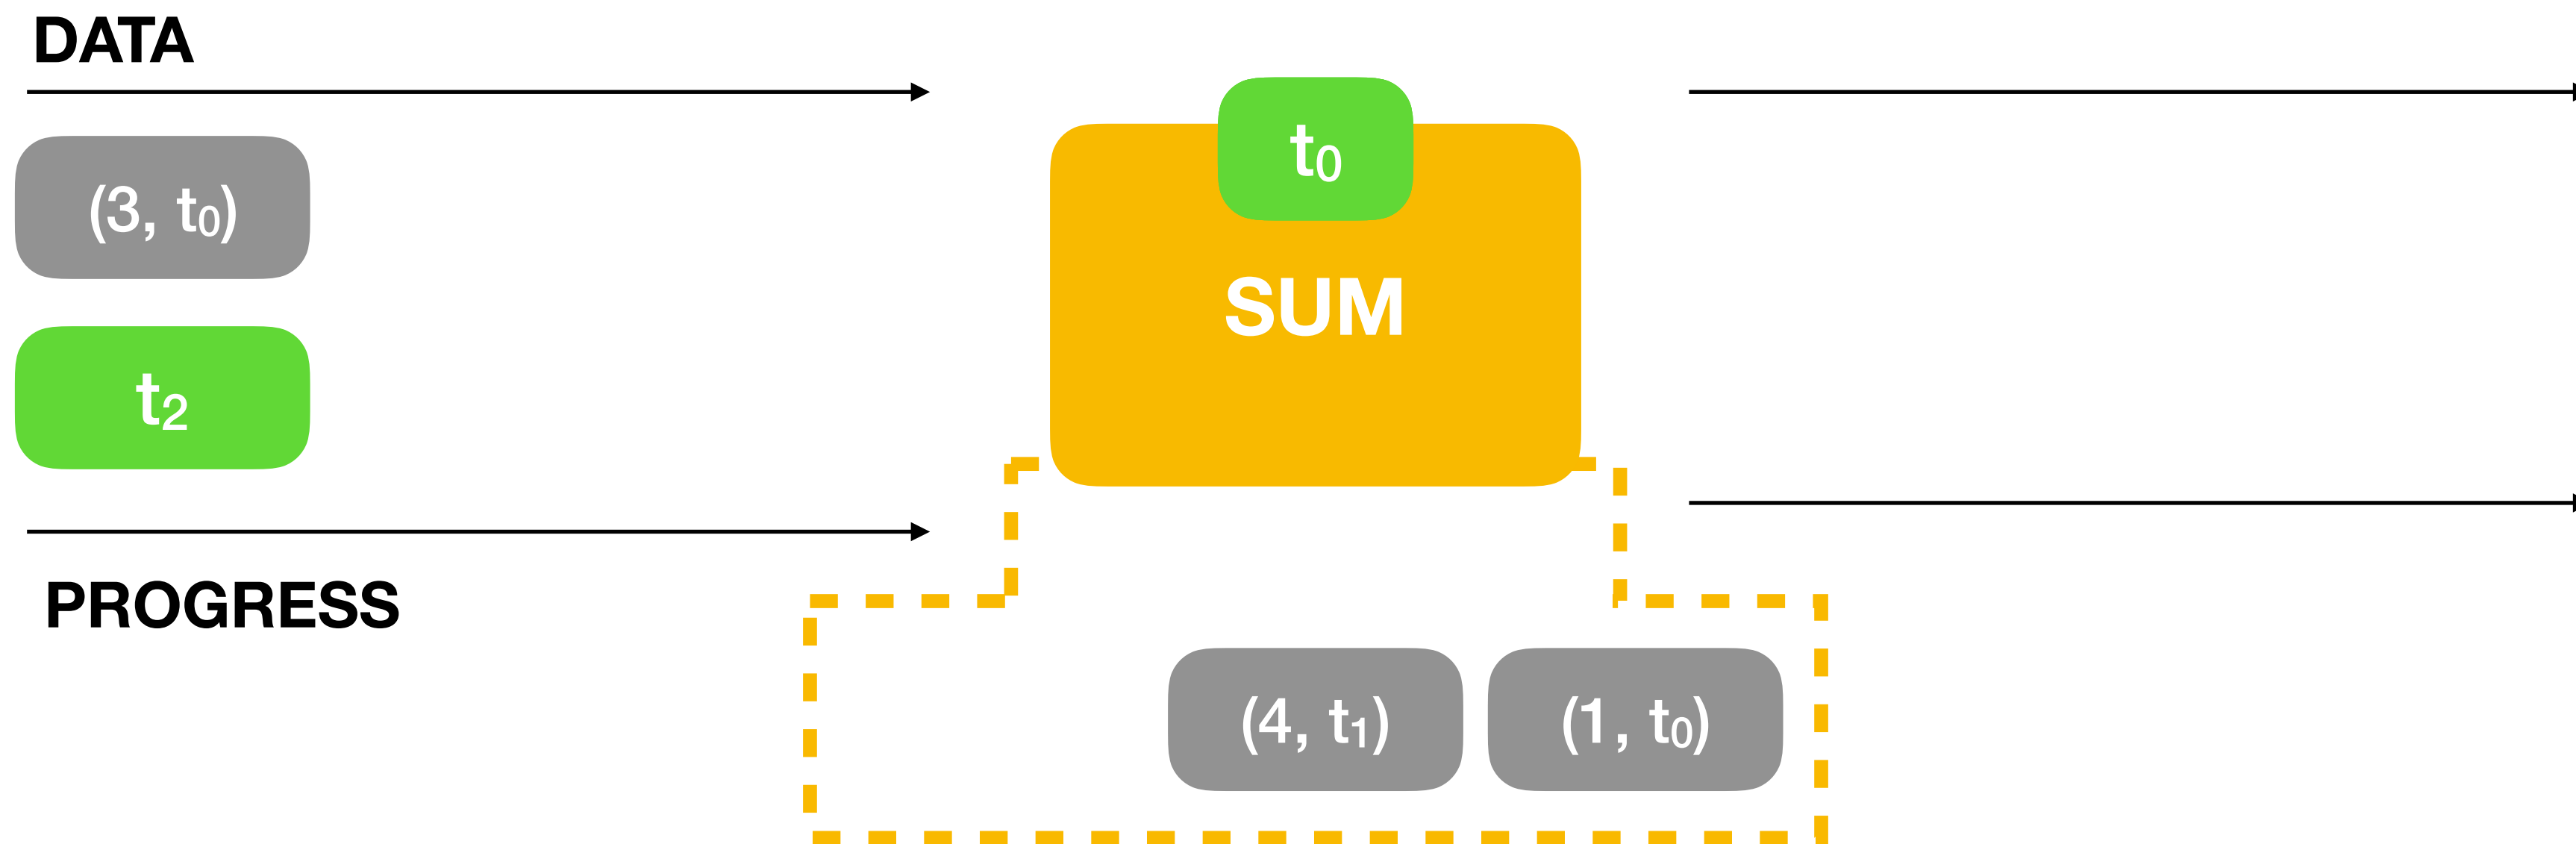 DATA
t₀
(3, t₀)
SUM
t₂
PROGRESS
(4, t₁) (1, t₀)